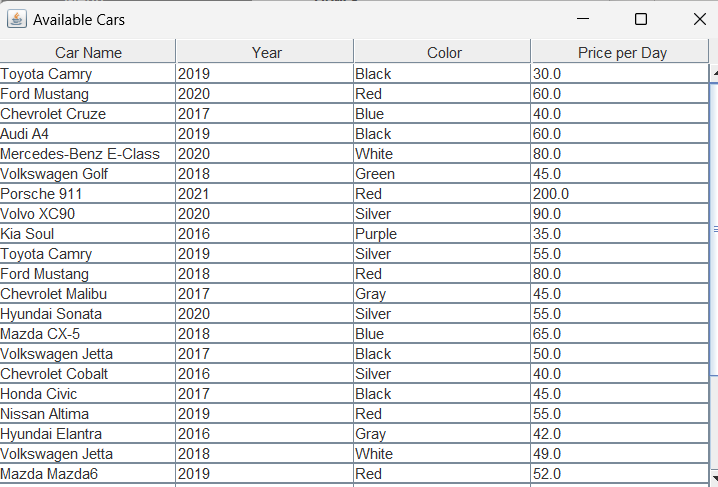 Available Cars
Car Name Year Color Price per Day
Toyota Camry 2019 Black 30.0
Ford Mustang 2020 Red 60.0
Chevrolet Cruze 2017 Blue 40.0
Audi A4 2019 Black 60.0
Mercedes-Benz E-Class 2020 White 80.0
Volkswagen Golf 2018 Green 45.0
Porsche 911 2021 Red 200.0
Volvo XC90 2020 Silver 90.0
Kia Soul 2016 Purple 35.0
Toyota Camry 2019 Silver 55.0
Ford Mustang 2018 Red 80.0
Chevrolet Malibu 2017 Gray 45.0
Hyundai Sonata 2020 Silver 55.0
Mazda CX-5 2018 Blue 65.0
Volkswagen Jetta 2017 Black 50.0
Chevrolet Cobalt 2016 Silver 40.0
Honda Civic 2017 Black 45.0
Nissan Altima 2019 Red 55.0
Hyundai Elantra 2016 Gray 42.0
Volkswagen Jetta 2018 White 49.0
Mazda Mazda6 2019 Red 52.0